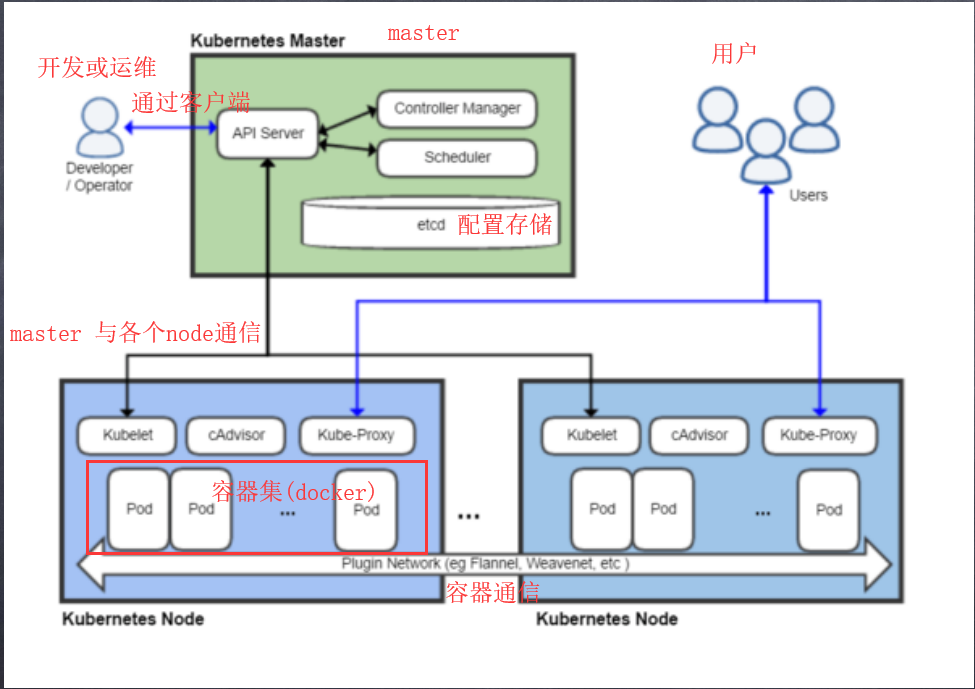 Kubernetes Master
master
开发或运维
用户
通过客户端
API Server
Controller Manager
Scheduler
Developer
/ Operator
Users
etcd
配置存储
master 与各个node通信
Kubelet
cAdvisor
Kube-Proxy
Kubelet
cAdvisor
Kube-Proxy
容器集(docker)
Pod
Pod
...
Pod
...
Pod
Pod
...
Pod
Plugin Network (eg Flannel, Weavenet, etc )
容器通信
Kubernetes Node
Kubernetes Node